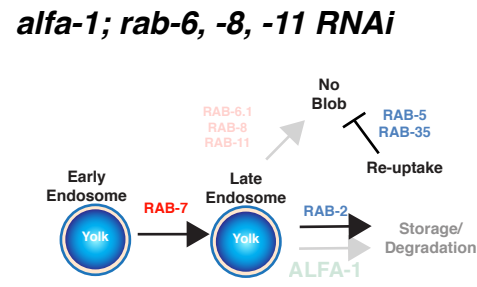 alfa-1; rab-6, -8, -11 RNAi
No
Blob
RAB-6.1
RAB-8
RAB-11
RAB-5
RAB-35
Re-uptake
Early
Endosome
Late
Endosome
RAB-7
RAB-2
Yolk
Yolk
Storage/
Degradation
ALFA-1